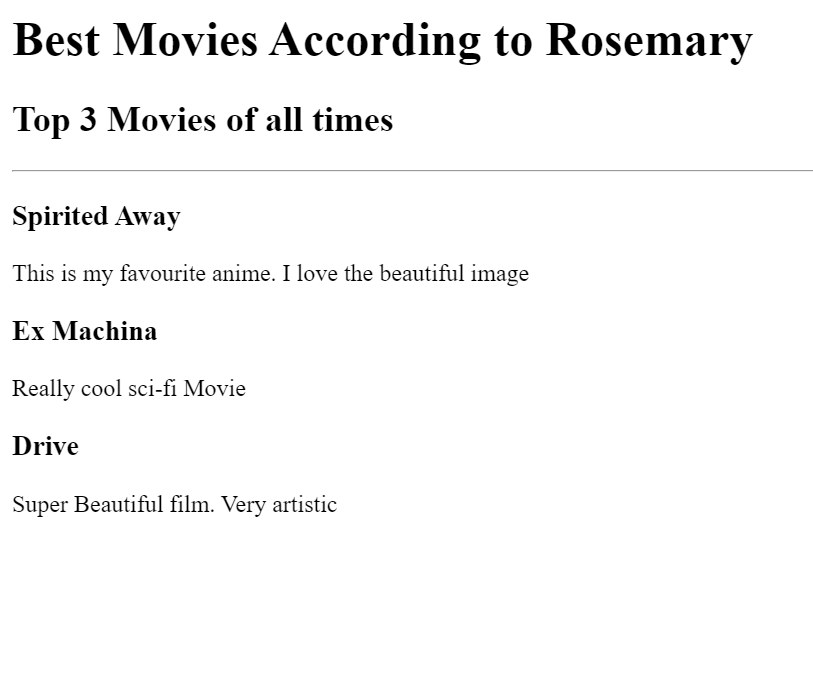 Best Movies According to Rosemary
Top 3 Movies of all times
Spirited Away
This is my favourite anime. I love the beautiful image
Ex Machina
Really cool sci-fi Movie
Drive
Super Beautiful film. Very artistic